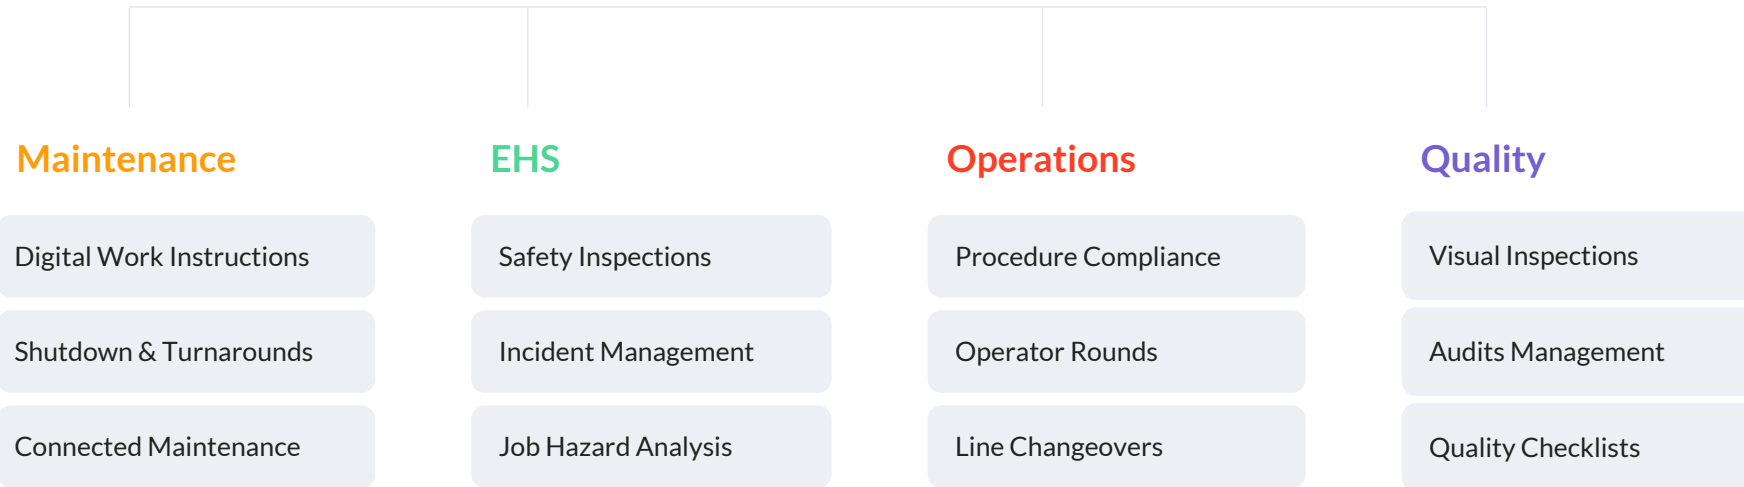 Maintenance
Digital Work Instructions
Shutdown & Turnarounds
Connected Maintenance
EHS
Safety Inspections
Incident Management
Job Hazard Analysis
Operations
Procedure Compliance
Operator Rounds
Line Changeovers
Quality
Visual Inspections
Audits Management
Quality Checklists